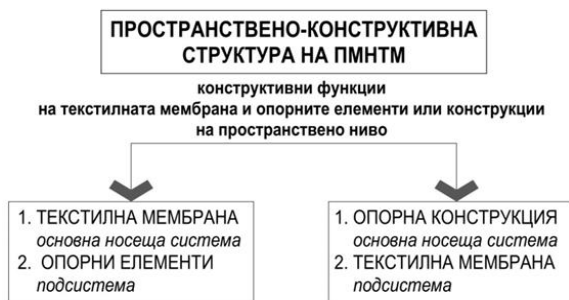 ПРОСТРАНСТВЕНО-КОНСТРУКТИВНА
СТРУКТУРА НА ПМНТМ
конструктивни функции
на текстилната мембрана и опорните елементи или конструкции
на пространствено ниво
1. ТЕКСТИЛНА МЕМБРАНА
основна носеща система
2. ОПОРНИ ЕЛЕМЕНТИ
подсистема
1. ОПОРНА КОНСТРУКЦИЯ
основна носеща система
2. ТЕКСТИЛНА МЕМБРАНА
подсистема